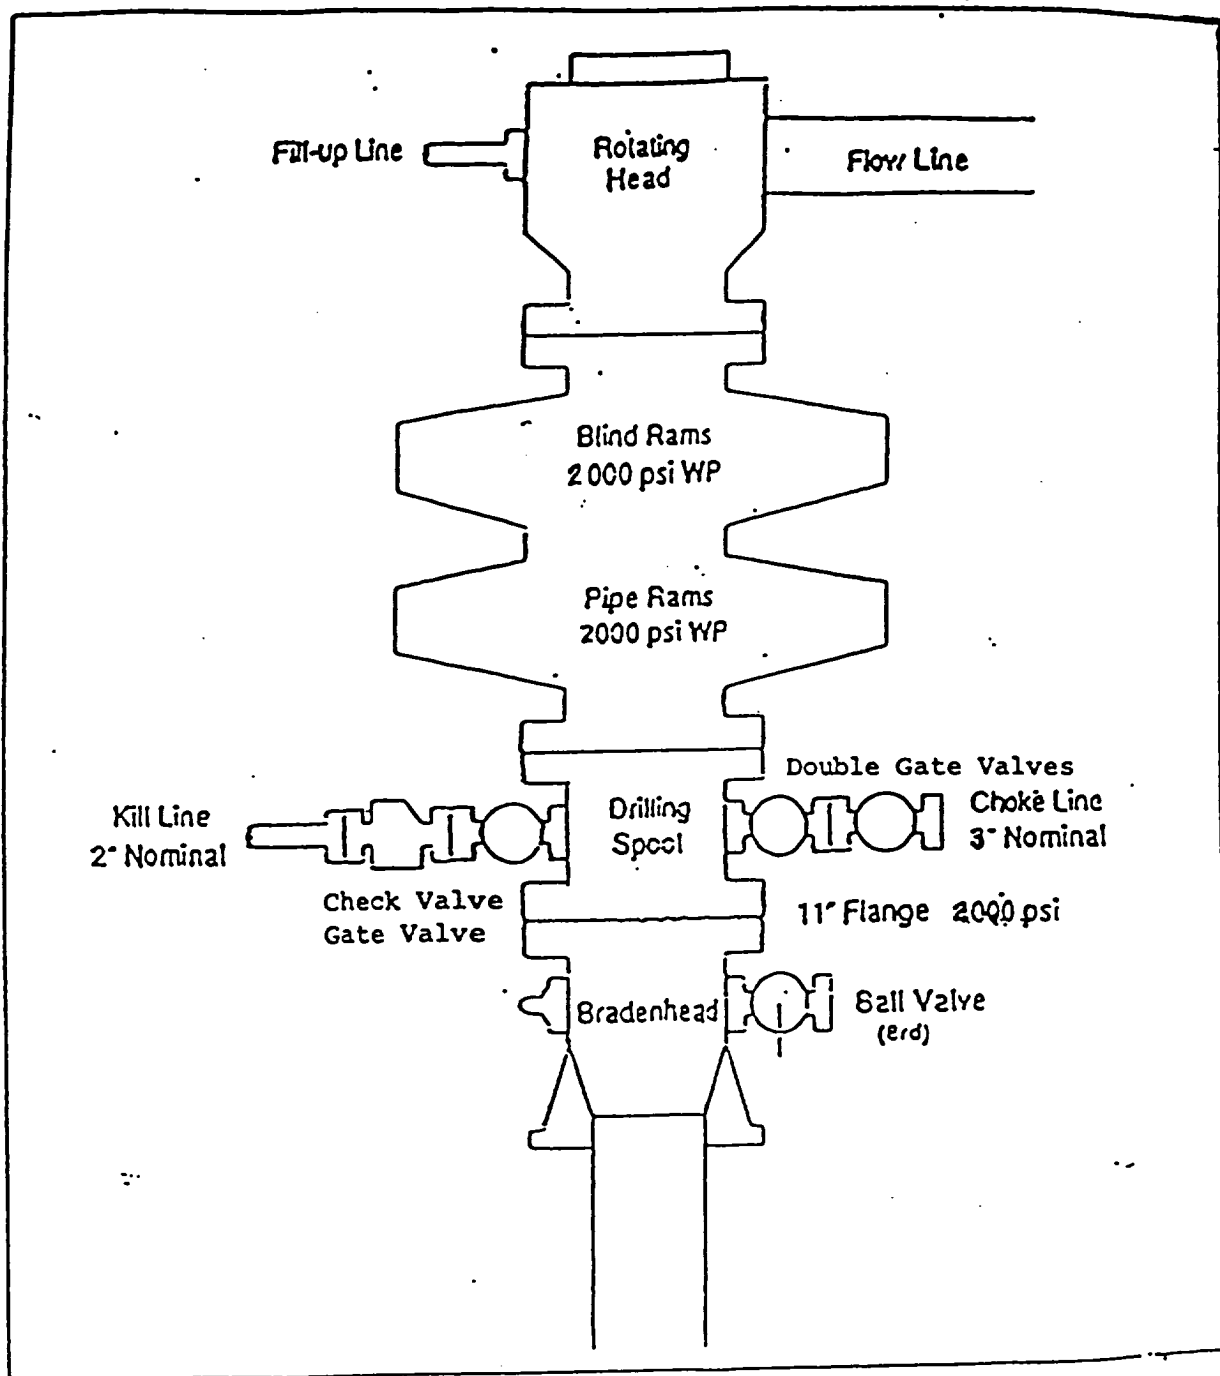 Fill-up Line
Rotating
Head
Flow Line
Blind Rams
2000 psi WP
Pipe Rams
2000 psi WP
Double Gate Valves
Kill Line
2" Nominal
Drilling
Spool
Choke Line
3" Nominal
Check Valve
Gate Valve
11" Flange 2000 psi
Bradenhead
Ball Valve